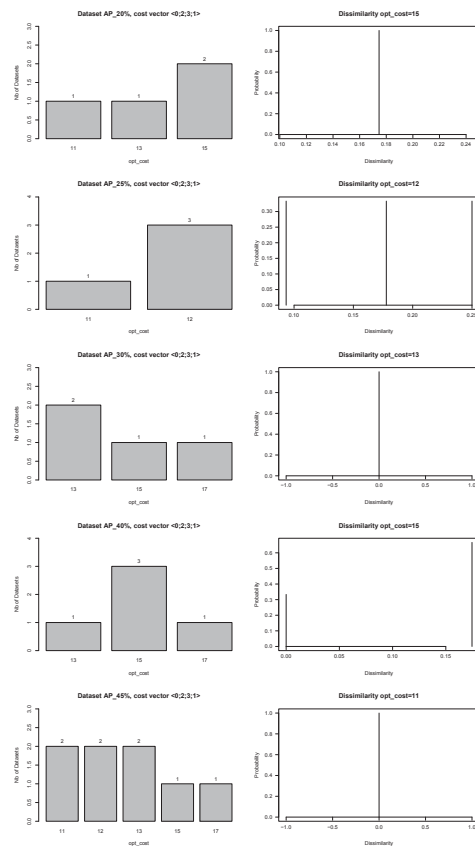 Dataset AP_20%, cost vector <0;2;3;1>
Nb of Datasets
0.0 0.5 1.0 1.5 2.0 2.5 3.0
1 1 2
11 13 15
opt_cost
Dissimilarity opt_cost=15
Probability
0.0 0.2 0.4 0.6 0.8 1.0
0.10 0.12 0.14 0.16 0.18 0.20 0.22 0.24
Dissimilarity
Dataset AP_25%, cost vector <0;2;3;1>
Nb of Datasets
0 1 2 3 4
1 3
11 12
opt_cost
Dissimilarity opt_cost=12
Probability
0.00 0.05 0.10 0.15 0.20 0.25 0.30
0.10 0.15 0.20 0.25
Dissimilarity
Dataset AP_30%, cost vector <0;2;3;1>
Nb of Datasets
0.0 0.5 1.0 1.5 2.0 2.5 3.0
2 1 1
13 15 17
opt_cost
Dissimilarity opt_cost=13
Probability
0.0 0.2 0.4 0.6 0.8 1.0
−1.0 −0.5 0.0 0.5 1.0
Dissimilarity
Dataset AP_40%, cost vector <0;2;3;1>
Nb of Datasets
0 1 2 3 4
1 3 1
13 15 17
opt_cost
Dissimilarity opt_cost=15
Probability
0.0 0.1 0.2 0.3 0.4 0.5 0.6
0.00 0.05 0.10 0.15
Dissimilarity
Dataset AP_45%, cost vector <0;2;3;1>
Nb of Datasets
0.0 0.5 1.0 1.5 2.0 2.5 3.0
2 2 2 1 1
11 12 13 15 17
opt_cost
Dissimilarity opt_cost=11
Probability
0.0 0.2 0.4 0.6 0.8 1.0
−1.0 −0.5 0.0 0.5 1.0
Dissimilarity